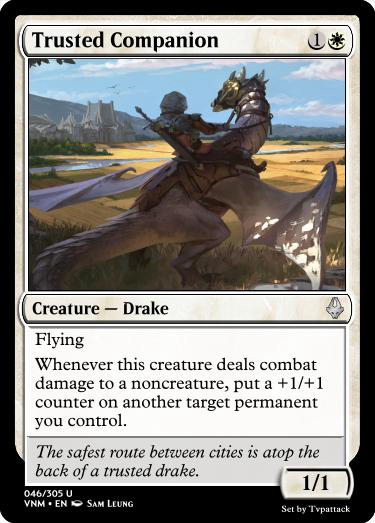 Trusted Companion 1
Creature — Drake
Flying
Whenever this creature deals combat
damage to a noncreature, put a +1/+1
counter on another target permanent
you control.
The safest route between cities is atop the
back of a trusted drake.
1/1
046/305 U
VNM • EN Sam Leung
Set by Tvpattack